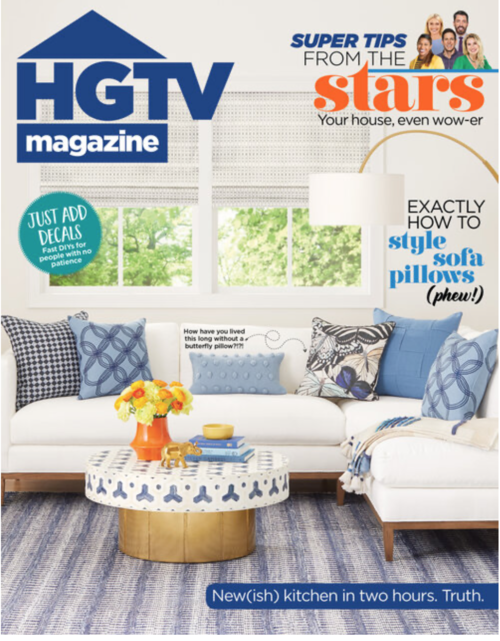 HGTV
magazine
SUPER TIPS
FROM THE
stars
Your house, even wow-er
JUST ADD
DECALS
Fast DIYs for
people with no
patience
EXACTLY
HOW TO
style
sofa
pillows
(phew!)
How have you lived
this long without a
butterfly pillow?!?!
New(ish) kitchen in two hours. Truth.